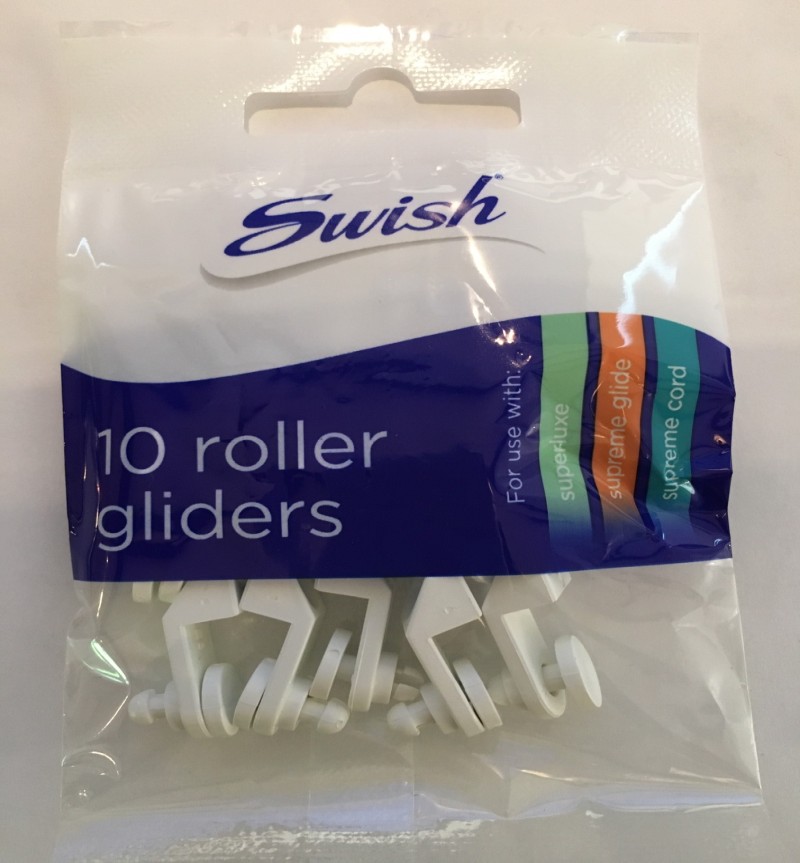 Swish®
10 roller
gliders
For use with:
superluxe
supreme glide
supreme cord